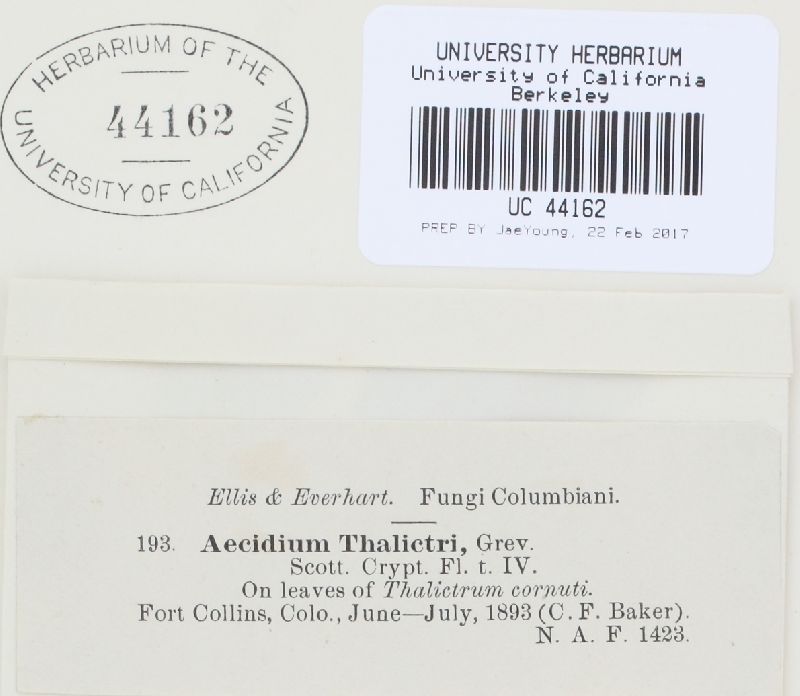 HERBARIUM OF THE
44162
UNIVERSITY OF CALIFORNIA
UNIVERSITY HERBARIUM
University of California
Berkeley
UC 44162
PREP BY JaeYoung, 22 Feb 2017
Ellis & Everhart. Fungi Columbiani.
193. Aecidium Thalictri, Grev.
Scott. Crypt. Fl. t. IV.
On leaves of Thalictrum cornuti.
Fort Collins, Colo., June—July, 1893 (C. F. Baker).
N. A. F. 1423.